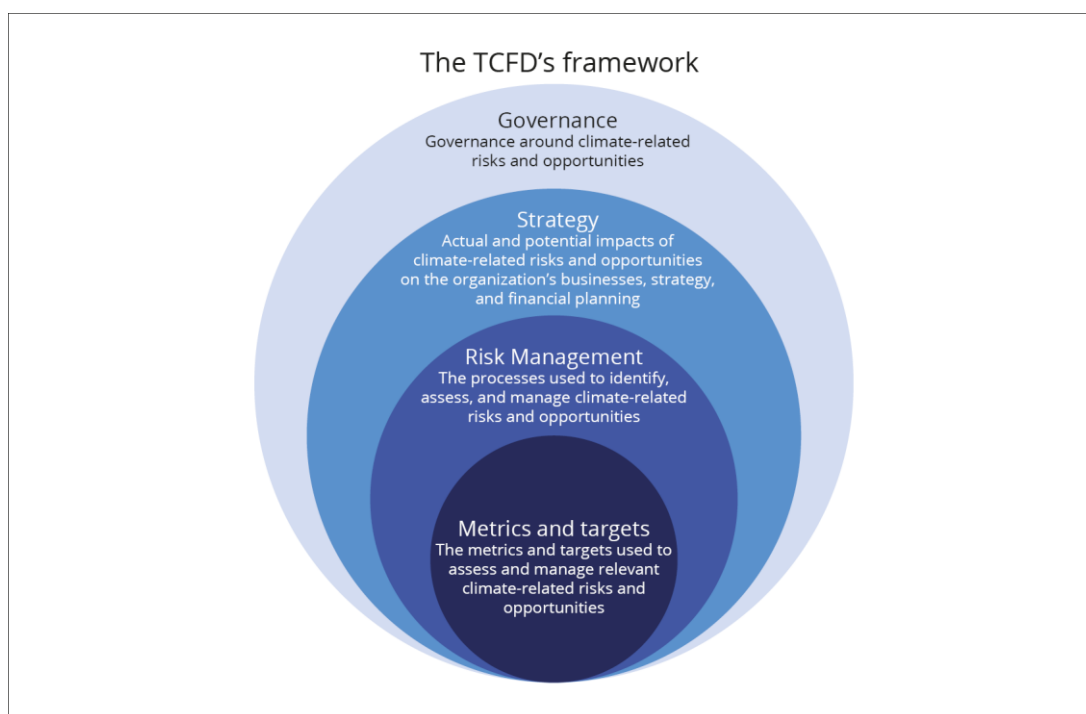 The TCFD’s framework
Governance
Governance around climate-related
risks and opportunities
Strategy
Actual and potential impacts of
climate-related risks and opportunities
on the organization’s businesses, strategy,
and financial planning
Risk Management
The processes used to identify,
assess, and manage climate-related
risks and opportunities
Metrics and targets
The metrics and targets used to
assess and manage relevant
climate-related risks and
opportunities